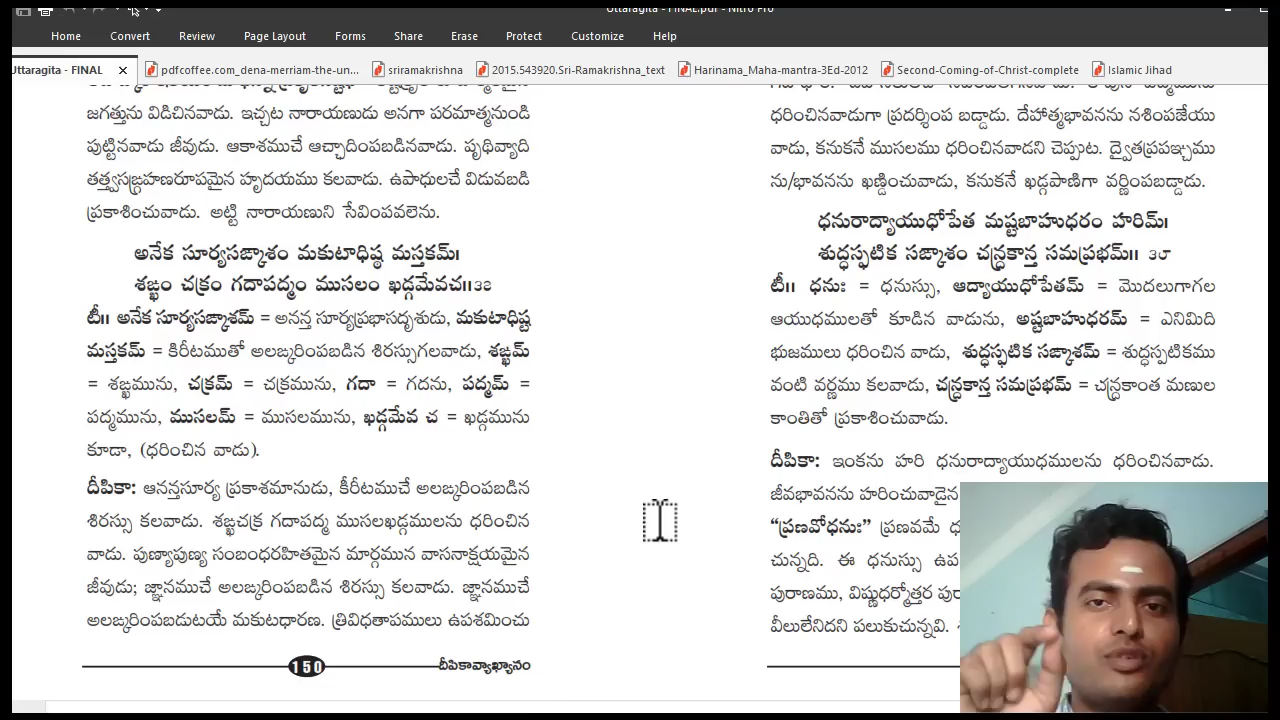 Uttaragita - FINAL.pdf - Nitro Pro
Home Convert Review Page Layout Forms Share Erase Protect Customize Help
Uttaragita - FINAL pdfcoffee.com_dena-merriam-the-un... sriramakrishna 2015.543920.Sri-Ramakrishna_text Harinama_Maha-mantra-3Ed-2012 Second-Coming-of-Christ-complete Islamic Jihad
జగత్తును విడిచినవాడు. ఇచ్చట నారాయణుడు అనగా పరమాత్మనుండి
పుట్టినవాడు జీవుడు. ఆకాశముచే ఆచ్ఛాదింపబడినవాడు. పృథివ్యాది
తత్త్వసఙ్గ్రహణరూపమైన హృదయము కలవాడు. ఉపాధులచే విడువబడి
ప్రకాశించువాడు. అట్టి నారాయణుని సేవింపవలెను.
అనేక సూర్యసఙ్కాశం మకుటాధిష్ఠ మస్తకమ్।
శఙ్ఖం చక్రం గదాపద్మం ముసలం ఖడ్గమేవచ॥౩౭
టీ॥ అనేక సూర్యసఙ్కాశమ్ = అనన్త సూర్యప్రభాసదృశుడు, మకుటాధిష్ట
మస్తకమ్ = కిరీటముతో అలఙ్కరింపబడిన శిరస్సుగలవాడు, శఙ్ఖమ్
= శఙ్ఖమును, చక్రమ్ = చక్రమును, గదా = గదను, పద్మమ్ =
పద్మమును, ముసలమ్ = ముసలమును, ఖడ్గమేవ చ = ఖడ్గమును
కూడా, (ధరించిన వాడు).
దీపికా: ఆనన్తసూర్య ప్రకాశమానుడు, కిరీటముచే అలఙ్కరింపబడిన
శిరస్సు కలవాడు. శఙ్ఖచక్ర గదాపద్మ ముసలఖడ్గములను ధరించిన
వాడు. పుణ్యాపుణ్య సంబంధరహితమైన మార్గమున వాసనాక్షయమైన
జీవుడు; జ్ఞానముచే అలఙ్కరింపబడిన శిరస్సు కలవాడు. జ్ఞానముచే
అలఙ్కరింపబడుటయే మకుటధారణ. త్రివిధతాపములు ఉపశమించు
150 దీపికావ్యాఖ్యానం
ధరించినవాడుగా ప్రదర్శింప బడ్డాడు. దేహాత్మభావనను నశింపజేయు
వాడు, కనుకనే ముసలము ధరించినవాడని చెప్పుట. ద్వైతప్రపఞ్చము
ను/భావనను ఖణ్డించువాడు, కనుకనే ఖడ్గపాణిగా వర్ణింపబడ్డాడు.
ధనురాద్యాయుధోపేత మష్టబాహుధరం హరిమ్।
శుద్ధస్ఫటిక సఙ్కాశం చన్ద్రకాన్త సమప్రభమ్॥ ౩౮
టీ॥ ధనుః = ధనుస్సు, ఆద్యాయుధోపేతమ్ = మొదలుగాగల
ఆయుధములతో కూడిన వాడును, అష్టబాహుధరమ్ = ఎనిమిది
భుజములు ధరించిన వాడు, శుద్ధస్ఫటిక సఙ్కాశమ్ = శుద్ధస్పటికము
వంటి వర్ణము కలవాడు, చన్ద్రకాన్త సమప్రభమ్ = చన్ద్రకాంత మణుల
కాంతితో ప్రకాశించువాడు.
దీపికా: ఇంకను హరి ధనురాద్యాయుధములను ధరించినవాడు.
జీవభావనను హరించువాడైన
“ప్రణవోధనుః” ప్రణవమే
చున్నది. ఈ ధనుస్సు
పురాణము, విష్ణుధర్మోత్తర
వీలులేనిదని పలుకుచున్నవి.